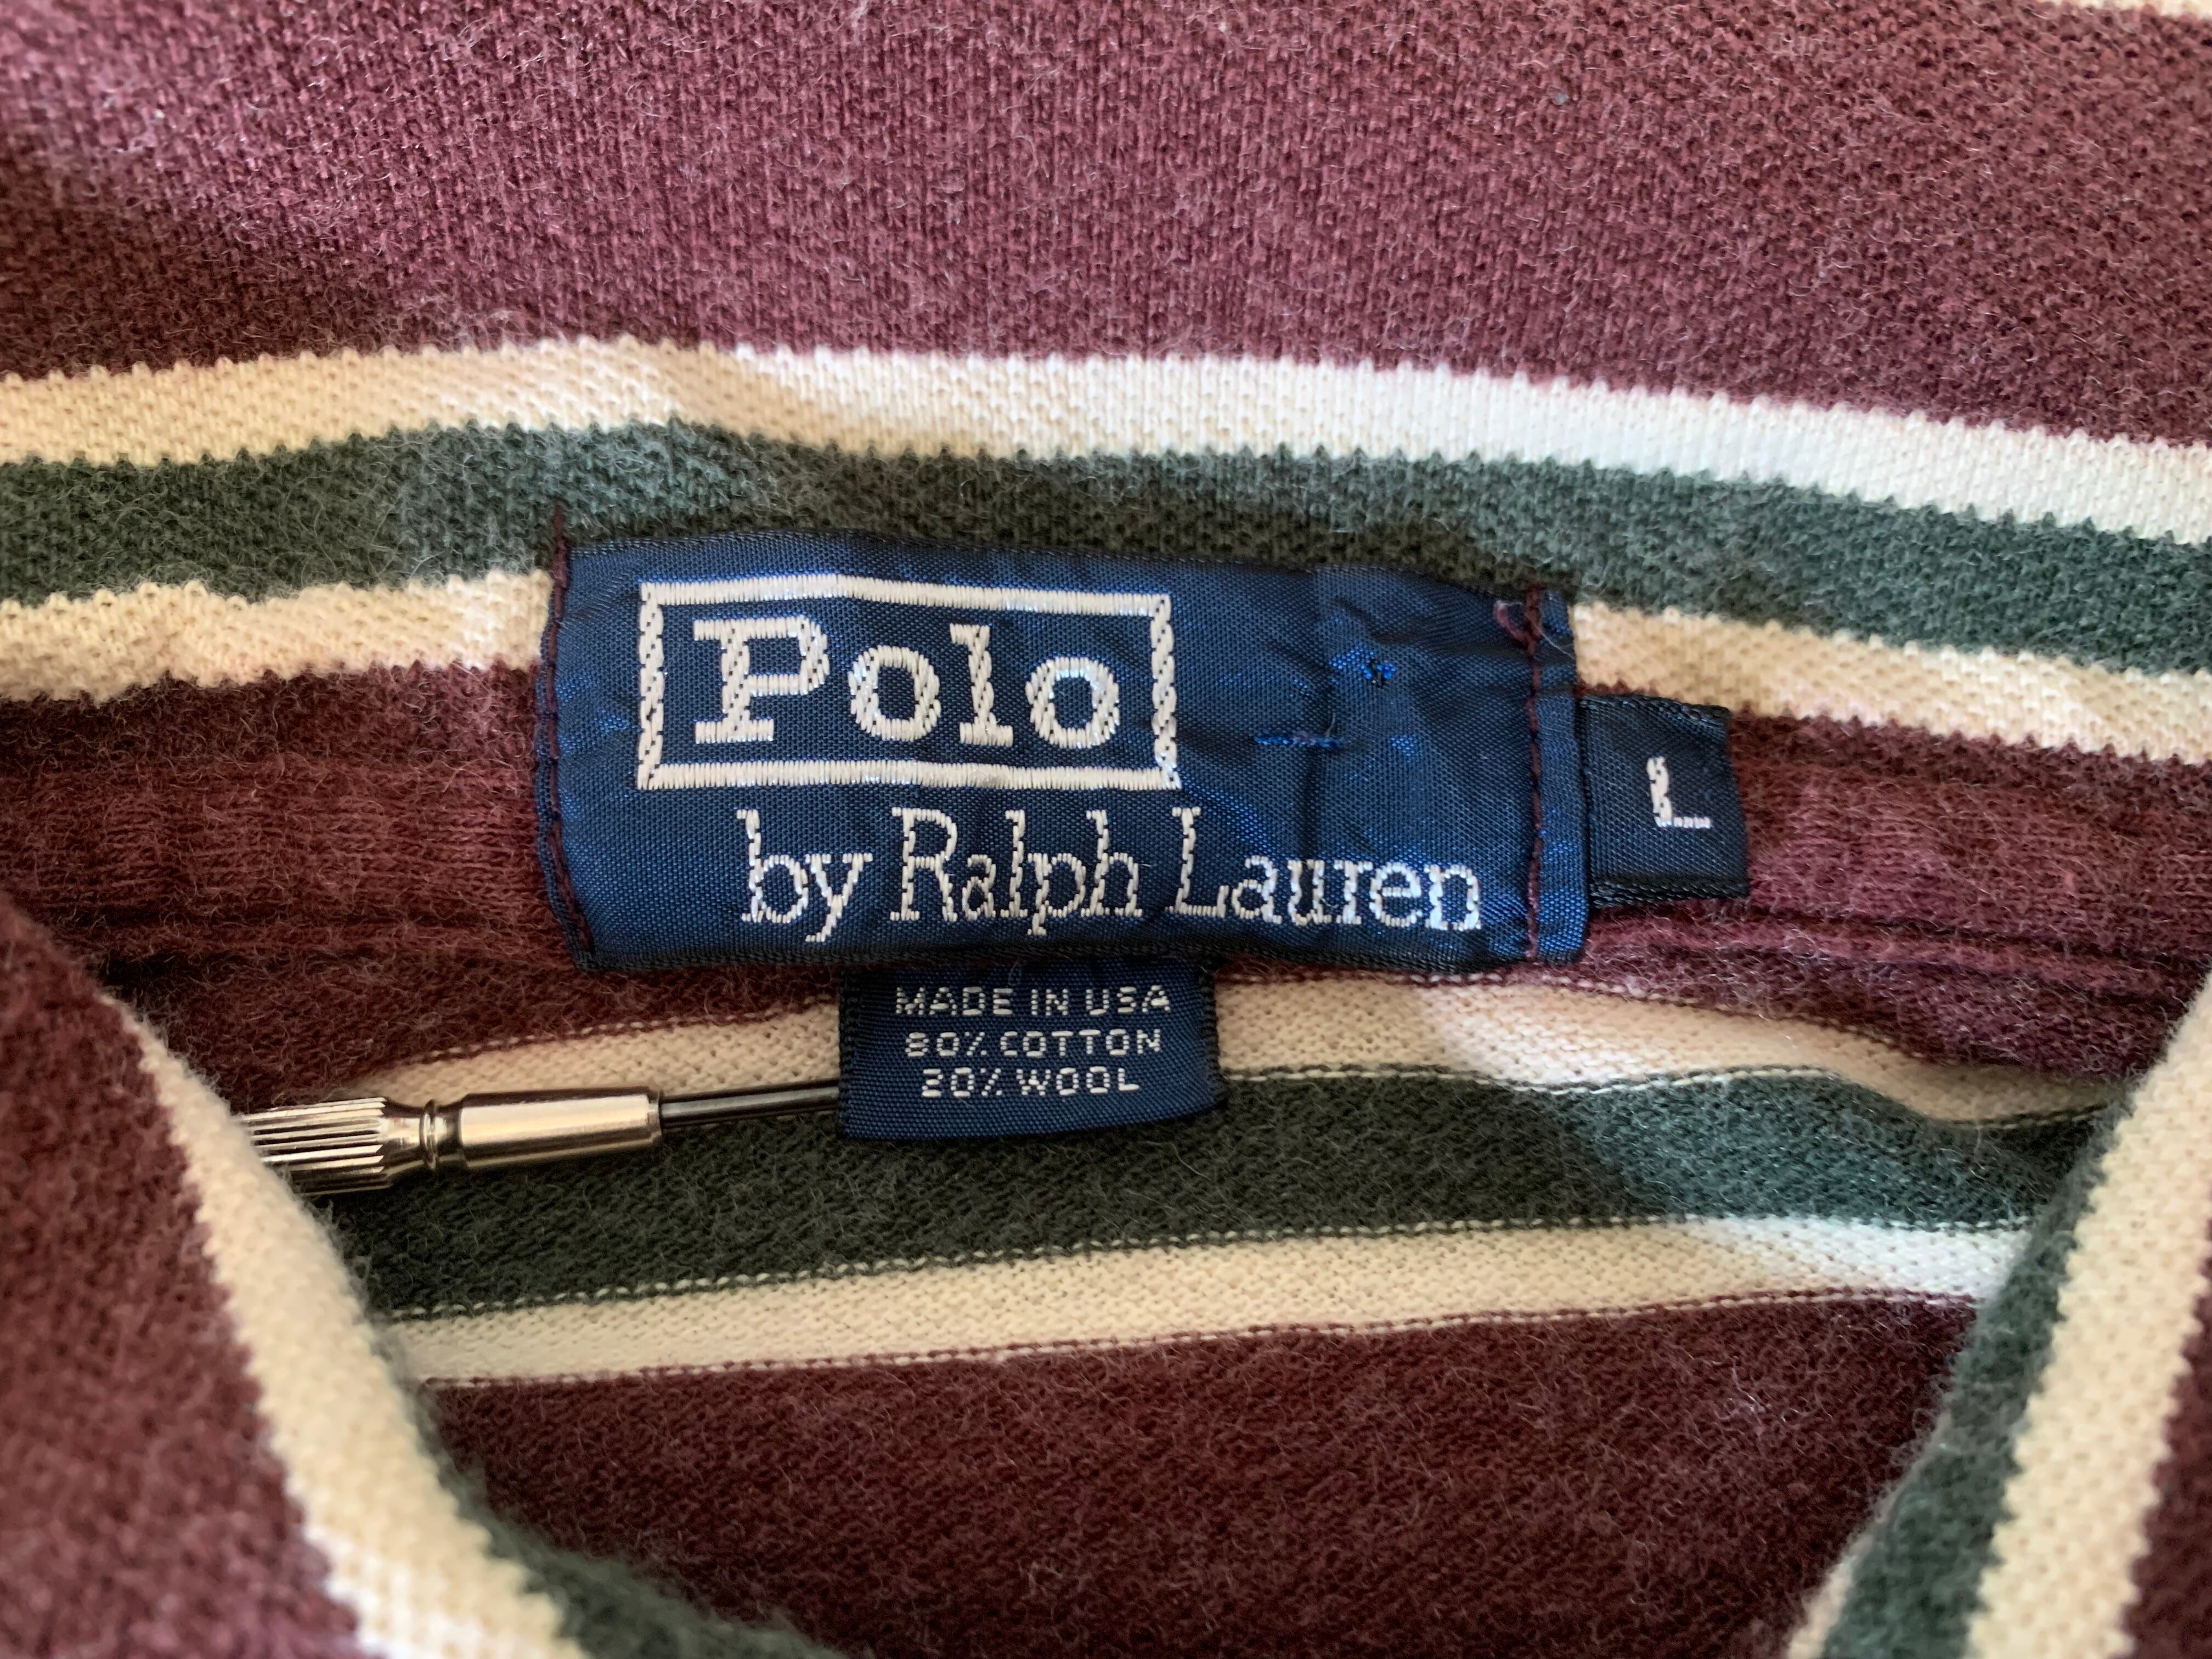 Polo
by Ralph Lauren
L
MADE IN USA
80% COTTON
20% WOOL